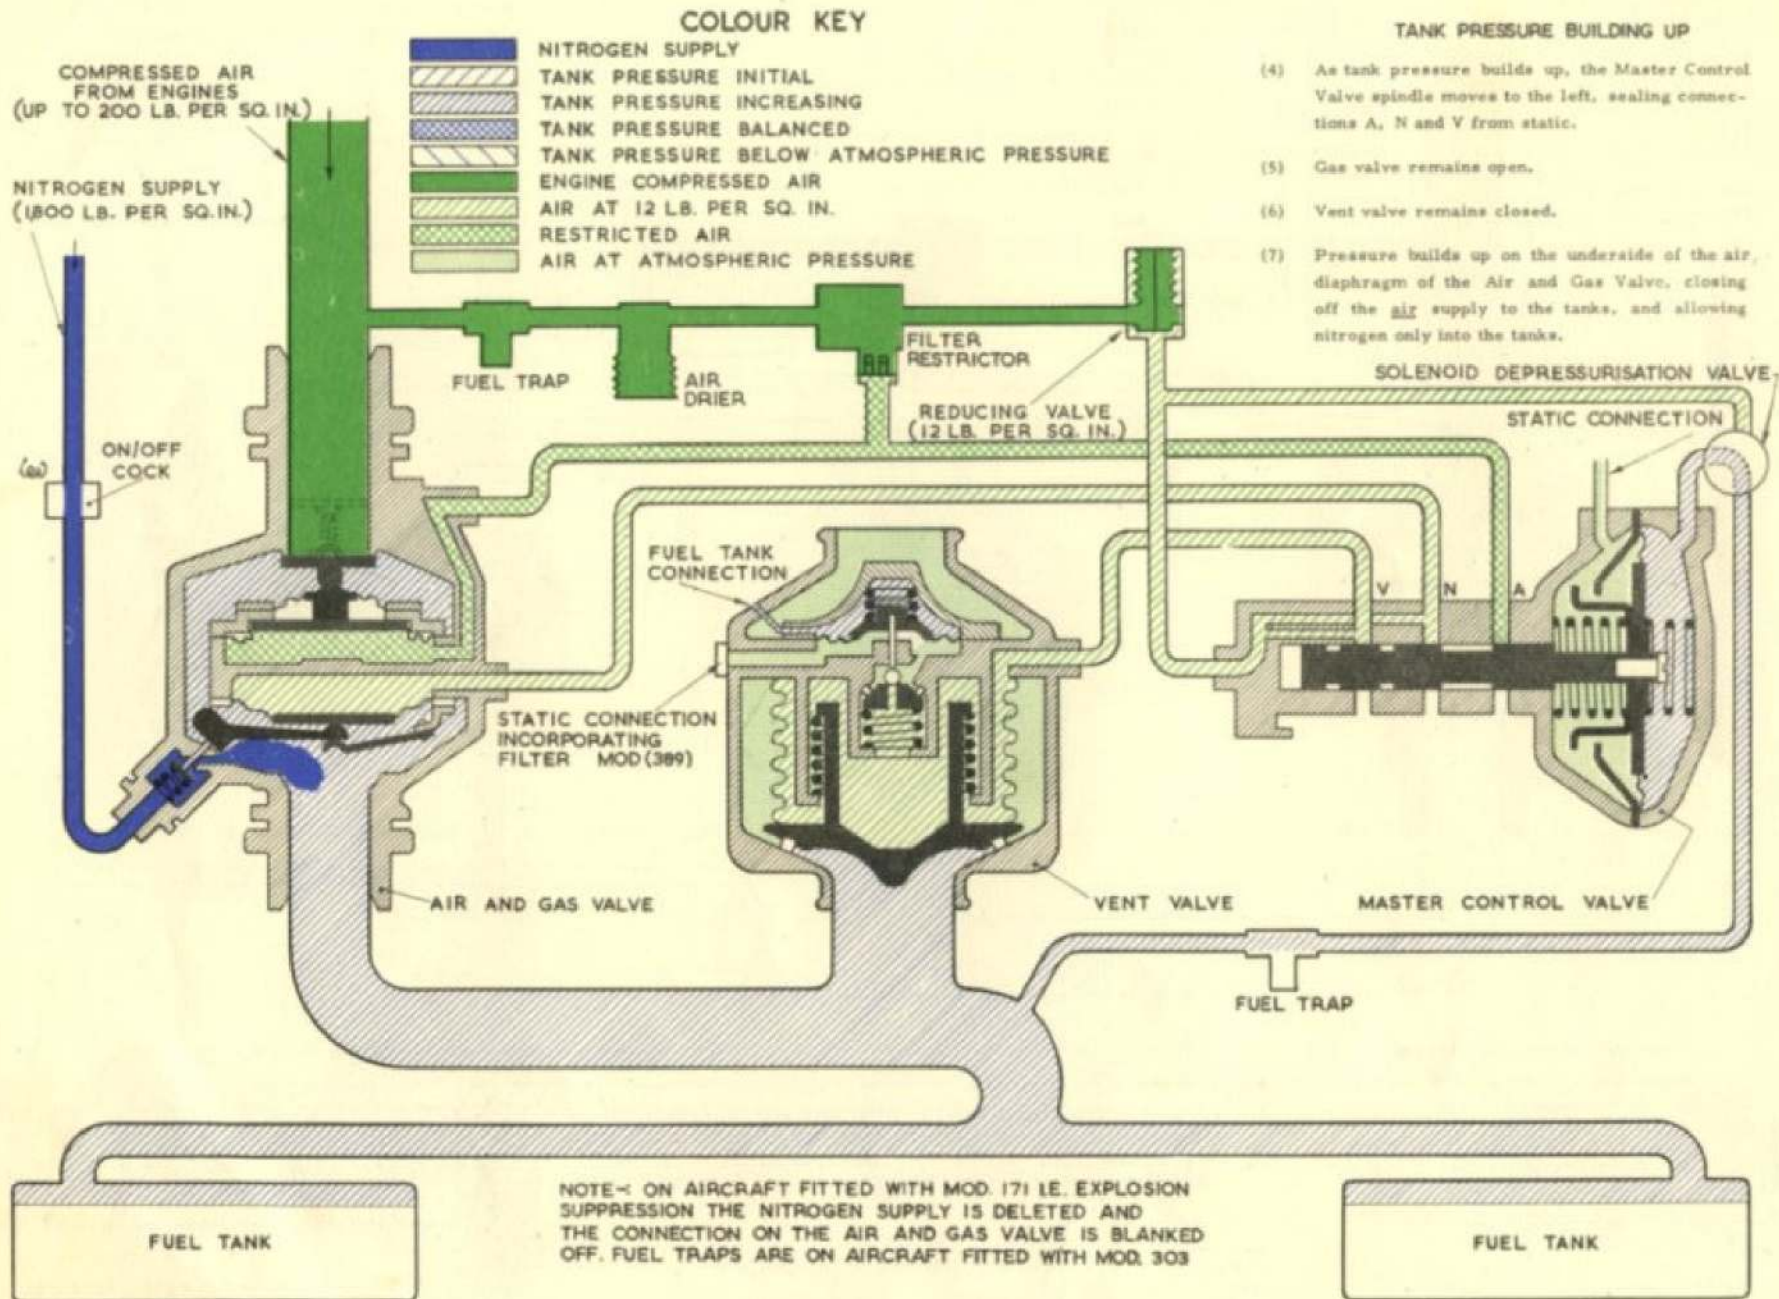 COLOUR KEY
NITROGEN SUPPLY
TANK PRESSURE INITIAL
TANK PRESSURE INCREASING
TANK PRESSURE BALANCED
TANK PRESSURE BELOW ATMOSPHERIC PRESSURE
ENGINE COMPRESSED AIR
AIR AT 12 LB. PER SQ. IN.
RESTRICTED AIR
AIR AT ATMOSPHERIC PRESSURE
COMPRESSED AIR
FROM ENGINES
(UP TO 200 LB. PER SQ. IN.)
NITROGEN SUPPLY
(1,800 LB. PER SQ. IN.)
TANK PRESSURE BUILDING UP
(4) As tank pressure builds up, the Master Control
Valve spindle moves to the left, sealing connec-
tions A, N and V from static.
(5) Gas valve remains open.
(6) Vent valve remains closed.
(7) Pressure builds up on the underside of the air
diaphragm of the Air and Gas Valve, closing
off the air supply to the tanks, and allowing
nitrogen only into the tanks.
FUEL TRAP
AIR
DRIER
FILTER
RESTRICTOR
REDUCING VALVE
(12 LB. PER SQ. IN.)
SOLENOID DEPRESSURISATION VALVE
STATIC CONNECTION
ON/OFF
COCK
FUEL TANK
CONNECTION
V N A
STATIC CONNECTION
INCORPORATING
FILTER MOD (389)
AIR AND GAS VALVE
VENT VALVE
MASTER CONTROL VALVE
FUEL TRAP
NOTE-: ON AIRCRAFT FITTED WITH MOD. 171 I.E. EXPLOSION
SUPPRESSION THE NITROGEN SUPPLY IS DELETED AND
THE CONNECTION ON THE AIR AND GAS VALVE IS BLANKED
OFF. FUEL TRAPS ARE ON AIRCRAFT FITTED WITH MOD. 303
FUEL TANK
FUEL TANK